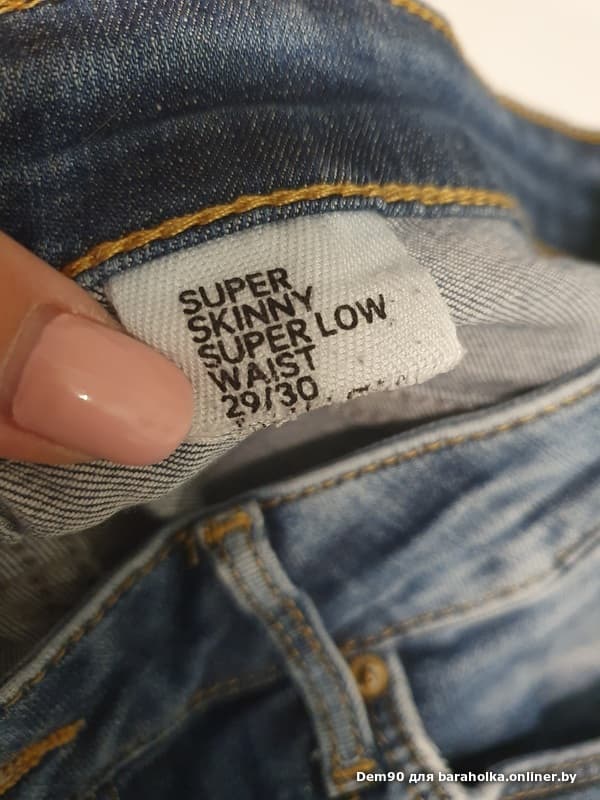 SUPER
SKINNY
SUPER LOW
WAIST
29/30
Dem90 для baraholka.onliner.by